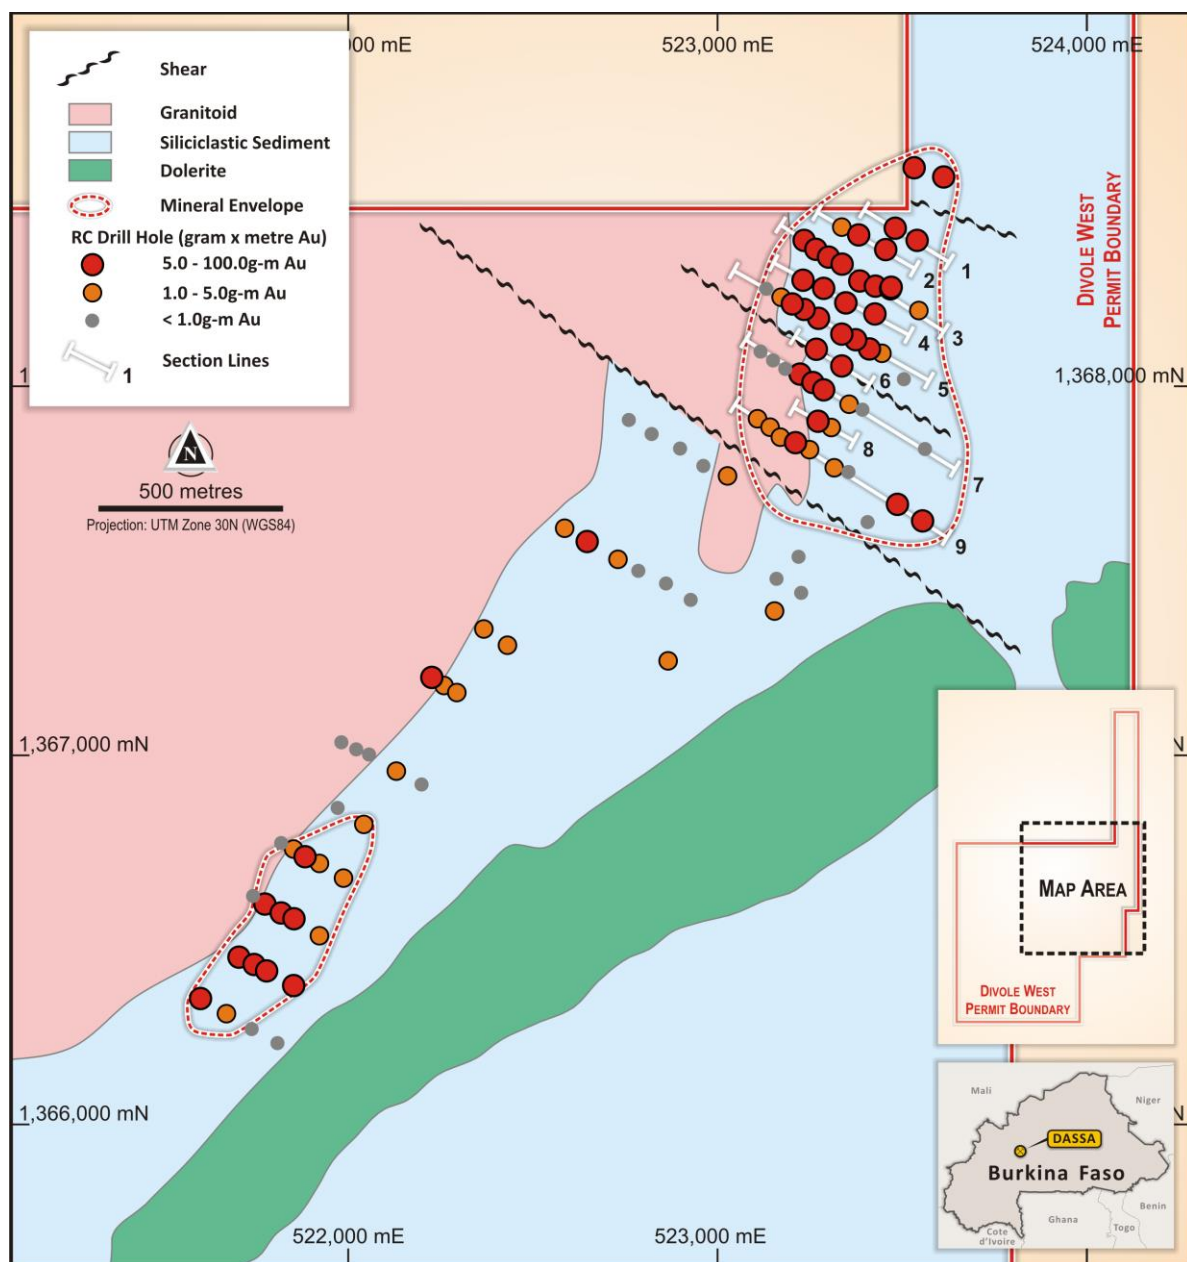 000 mE
523,000 mE
524,000 mE
Shear
Granitoid
Siliciclastic Sediment
Dolerite
Mineral Envelope
RC Drill Hole (gram x metre Au)
5.0 - 100.0g-m Au
1.0 - 5.0g-m Au
< 1.0g-m Au
Section Lines
1
DIVOLE WEST
PERMIT BOUNDARY
1
2
3
4
5
6
7
8
9
1
1,368,000 mN
N
500 metres
Projection: UTM Zone 30N (WGS84)
1,367,000 mN
N
MAP AREA
DIVOLE WEST
PERMIT BOUNDARY
1,366,000 mN
Mali
Niger
DASSA
Burkina Faso
Benin
Ghana
Togo
Cote
d'Ivoire
522,000 mE
523,000 mE